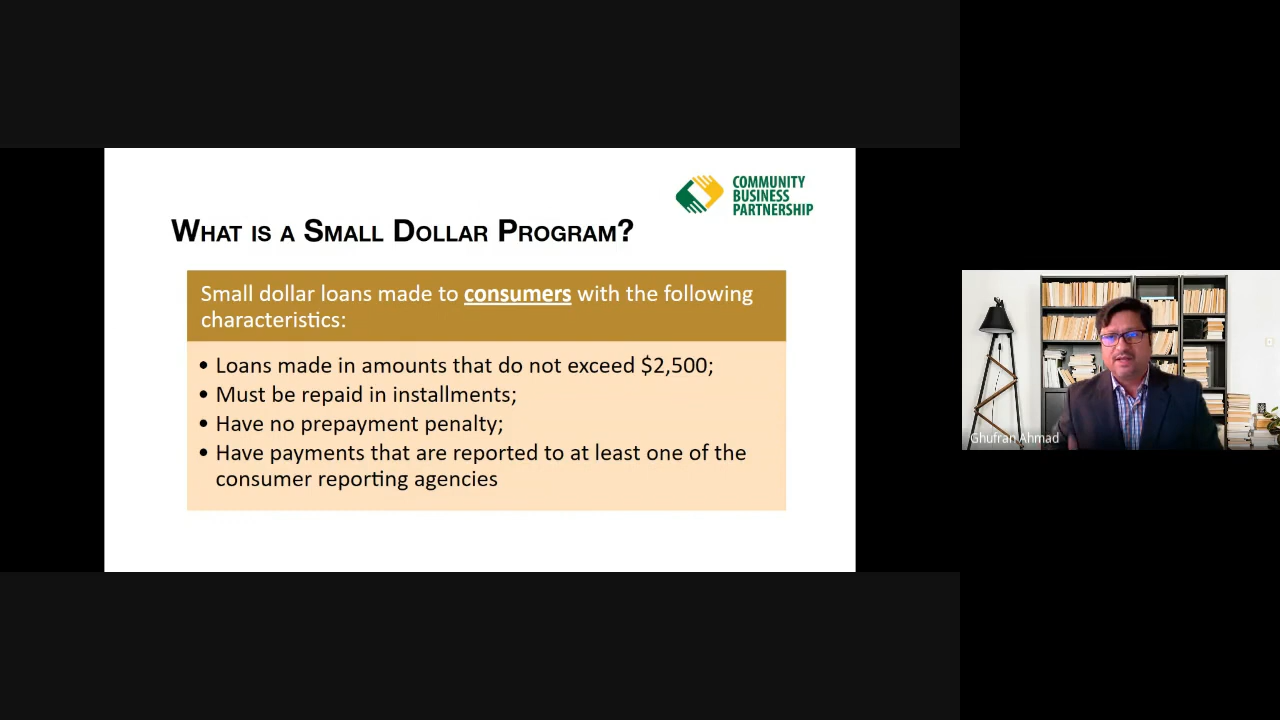 COMMUNITY
BUSINESS
PARTNERSHIP
WHAT IS A SMALL DOLLAR PROGRAM?
Small dollar loans made to consumers with the following
characteristics:
• Loans made in amounts that do not exceed $2,500;
• Must be repaid in installments;
• Have no prepayment penalty;
• Have payments that are reported to at least one of the
consumer reporting agencies
Ghufran Ahmad